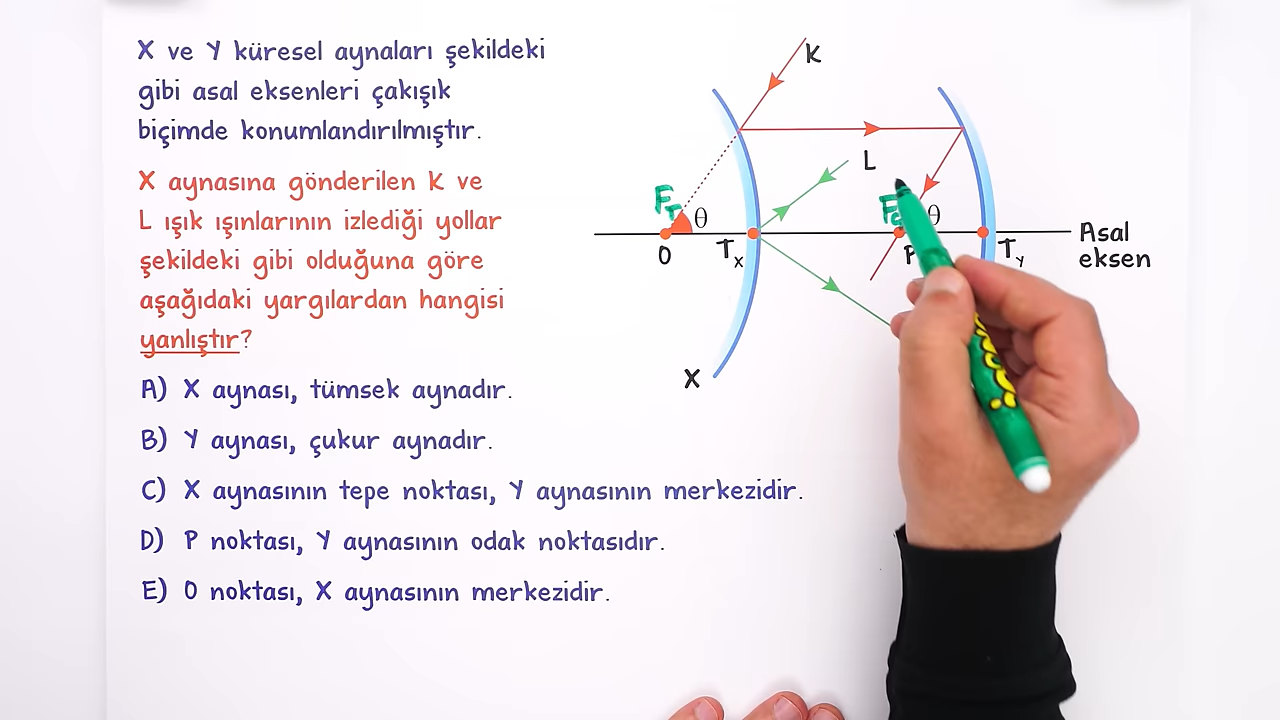 X ve Y küresel aynaları şekildeki
gibi asal eksenleri çakışık
biçimde konumlandırılmıştır.
X aynasına gönderilen K ve
L ışık ışınlarının izlediği yollar
şekildeki gibi olduğuna göre
aşağıdaki yargılardan hangisi
yanlıştır?
A) X aynası, tümsek aynadır.
B) Y aynası, çukur aynadır.
C) X aynasının tepe noktası, Y aynasının merkezidir.
D) P noktası, Y aynasının odak noktasıdır.
E) O noktası, X aynasının merkezidir.
K
L
FT
θ
θ
O
Tx
P
Ty
Asal
eksen
X